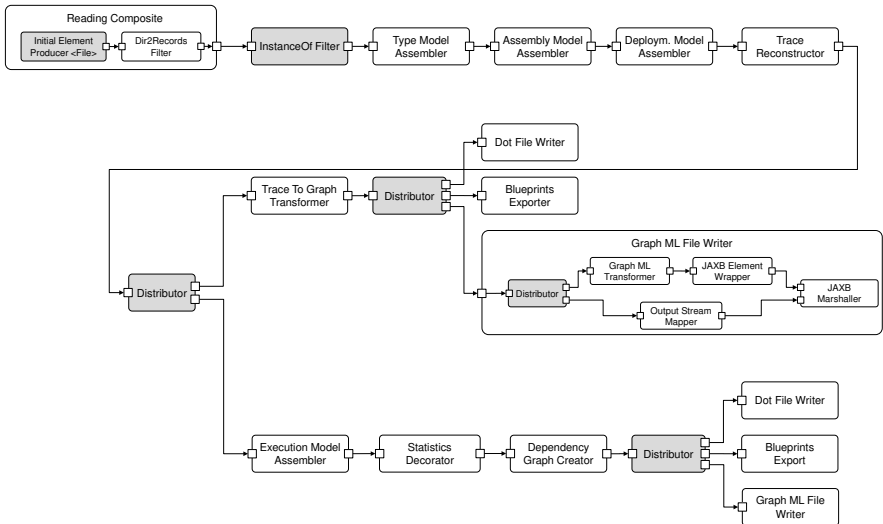 Reading Composite
Initial Element
Producer <File>
Dir2Records
Filter
InstanceOf Filter
Type Model
Assembler
Assembly Model
Assembler
Deploym. Model
Assembler
Trace
Reconstructor
Dot File Writer
Trace To Graph
Transformer
Distributor
Blueprints
Exporter
Graph ML File Writer
Distributor
Graph ML
Transformer
JAXB Element
Wrapper
JAXB
Marshaller
Output Stream
Mapper
Distributor
Dot File Writer
Execution Model
Assembler
Statistics
Decorator
Dependency
Graph Creator
Distributor
Blueprints
Export
Graph ML File
Writer